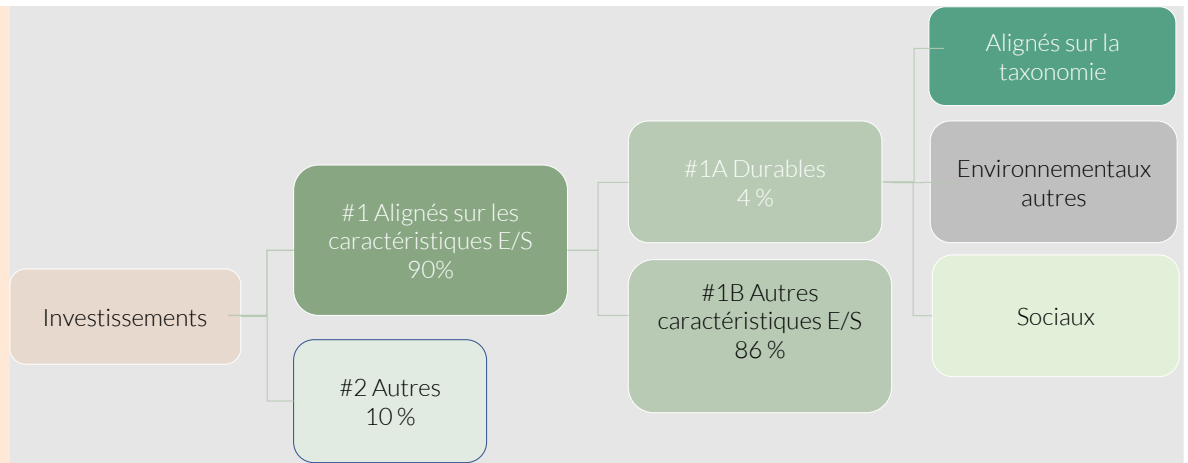 Investissements
#1 Alignés sur les
caractéristiques E/S
90%
#2 Autres
10 %
#1A Durables
4 %
#1B Autres
caractéristiques E/S
86 %
Alignés sur la
taxonomie
Environnementaux
autres
Sociaux